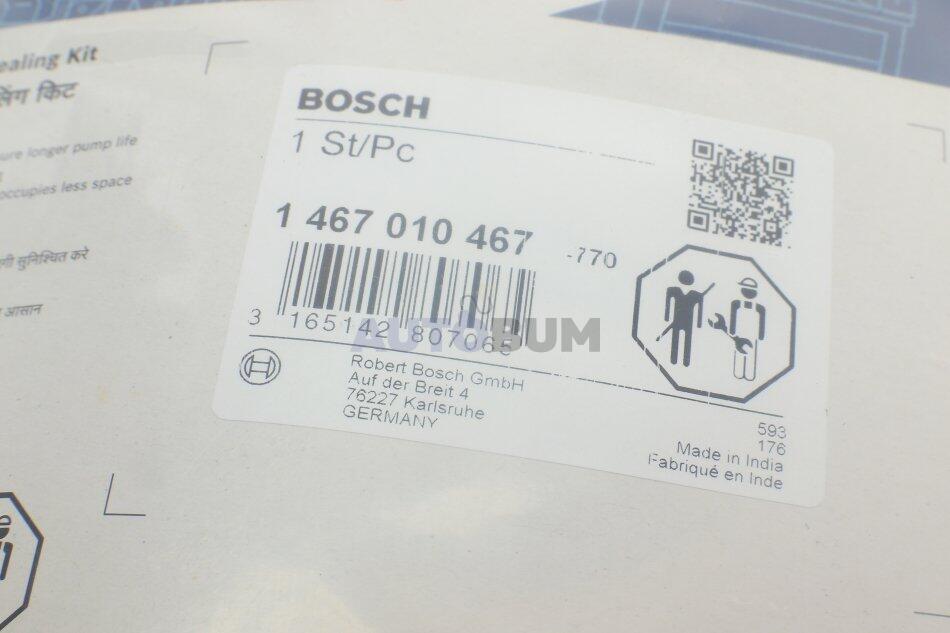 ealing Kit
लिंग किट
ure longer pump life
occupies less space
गी सुनिश्चित करे
आसान
BOSCH
1 St/Pc
1 467 010 467 -770
3 165142 807065
AUTOBUM
Robert Bosch GmbH
Auf der Breit 4
76227 Karlsruhe
GERMANY
593
176
Made in India
Fabriqué en Inde